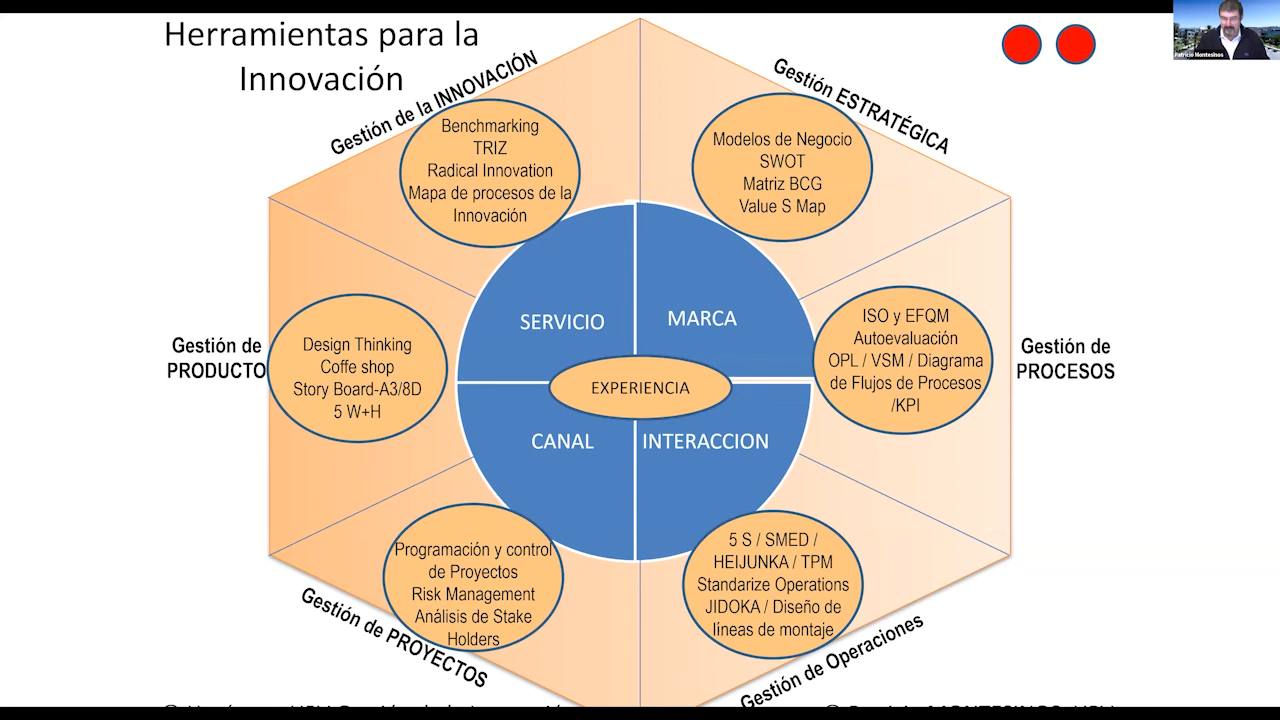 Herramientas para la
Innovación
Patricio Montesinos
Gestión de la INNOVACIÓN
Benchmarking
TRIZ
Radical Innovation
Mapa de procesos de la
Innovación
Gestión ESTRATÉGICA
Modelos de Negocio
SWOT
Matriz BCG
Value S Map
Gestión de
PRODUCTO
Design Thinking
Coffe shop
Story Board-A3/8D
5 W+H
SERVICIO
MARCA
EXPERIENCIA
CANAL
INTERACCION
ISO y EFQM
Autoevaluación
OPL / VSM / Diagrama
de Flujos de Procesos
/KPI
Gestión de
PROCESOS
Programación y control
de Proyectos
Risk Management
Análisis de Stake
Holders
Gestión de PROYECTOS
5 S / SMED /
HEIJUNKA / TPM
Standarize Operations
JIDOKA / Diseño de
líneas de montaje
Gestión de Operaciones